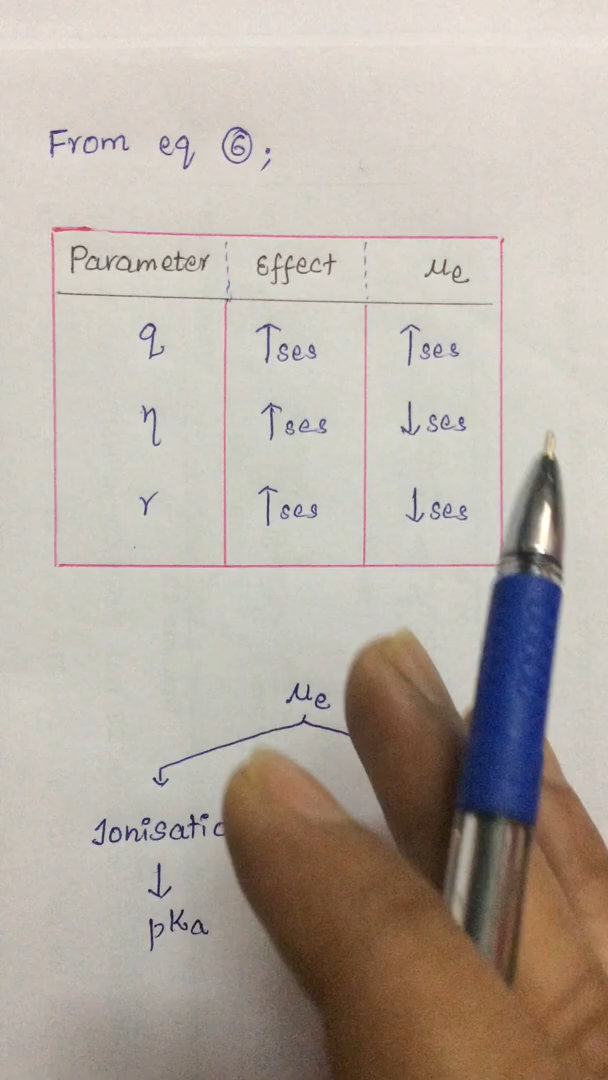 From eq ⑥;
Parameter Effect μe
q ↑ses ↑ses
η ↑ses ↓ses
r ↑ses ↓ses
μe
↓
pKa